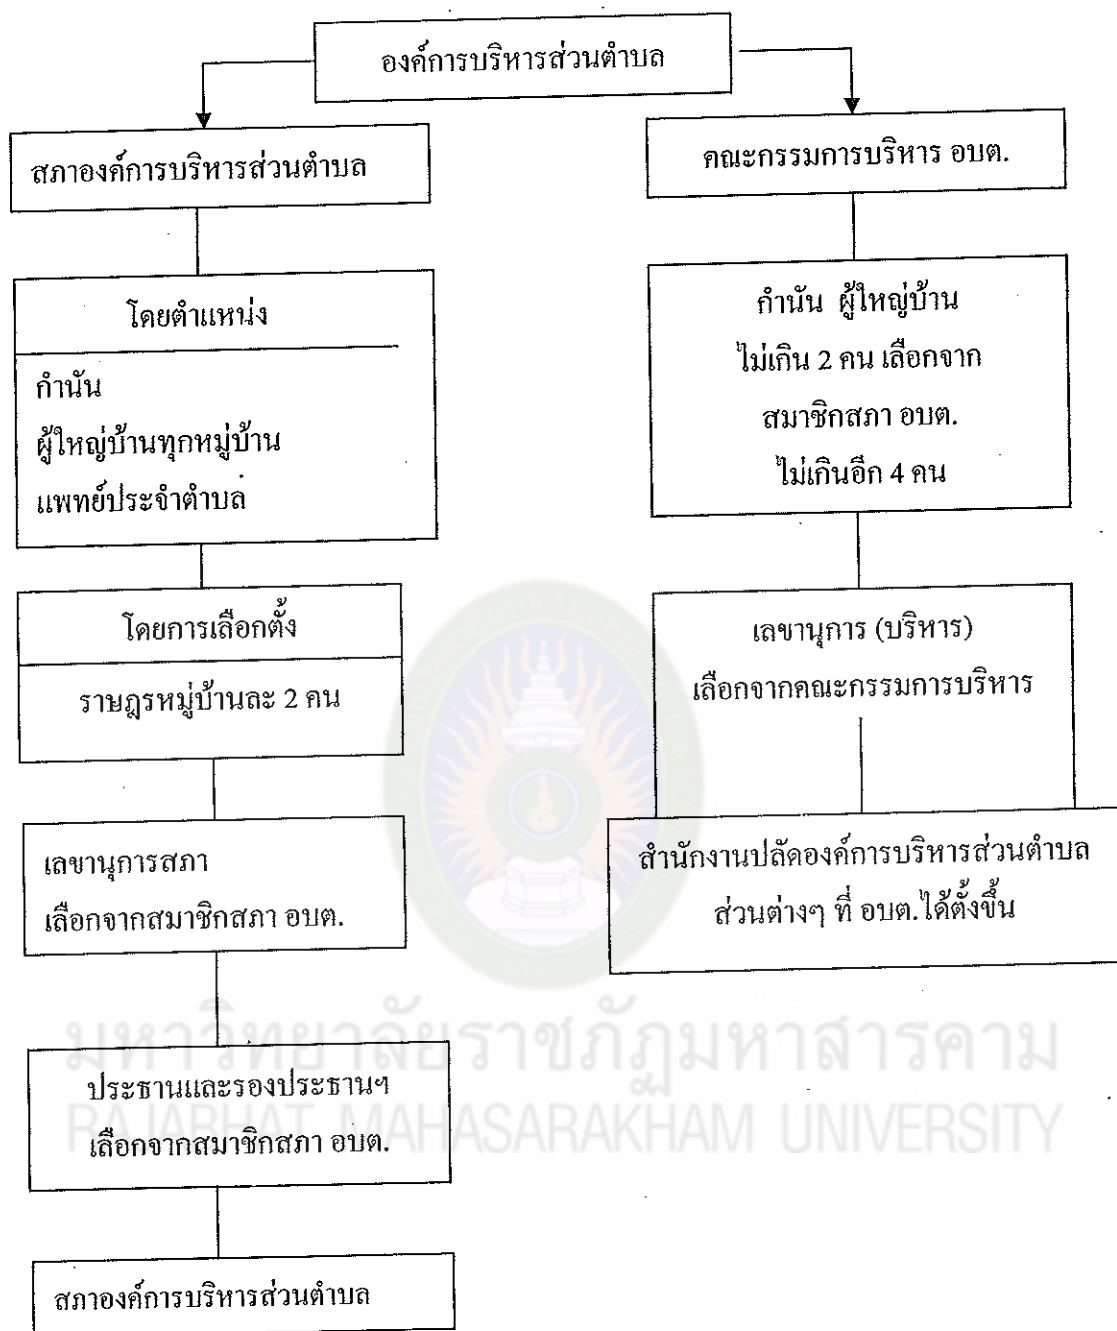 องค์การบริหารส่วนตำบล
สภาองค์การบริหารส่วนตำบล
โดยตำแหน่ง
กำนัน
ผู้ใหญ่บ้านทุกหมู่บ้าน
แพทย์ประจำตำบล
โดยการเลือกตั้ง
ราษฎรหมู่บ้านละ 2 คน
เลขานุการสภา
เลือกจากสมาชิกสภา อบต.
ประธานและรองประธานฯ
เลือกจากสมาชิกสภา อบต.
สภาองค์การบริหารส่วนตำบล
คณะกรรมการบริหาร อบต.
กำนัน ผู้ใหญ่บ้าน
ไม่เกิน 2 คน เลือกจาก
สมาชิกสภา อบต.
ไม่เกินอีก 4 คน
เลขานุการ (บริหาร)
เลือกจากคณะกรรมการบริหาร
สำนักงานปลัดองค์การบริหารส่วนตำบล
ส่วนต่างๆ ที่ อบต.ได้ตั้งขึ้น
มหาวิทยาลัยราชภัฏมหาสารคาม
RAJABHAT MAHASARAKHAM UNIVERSITY